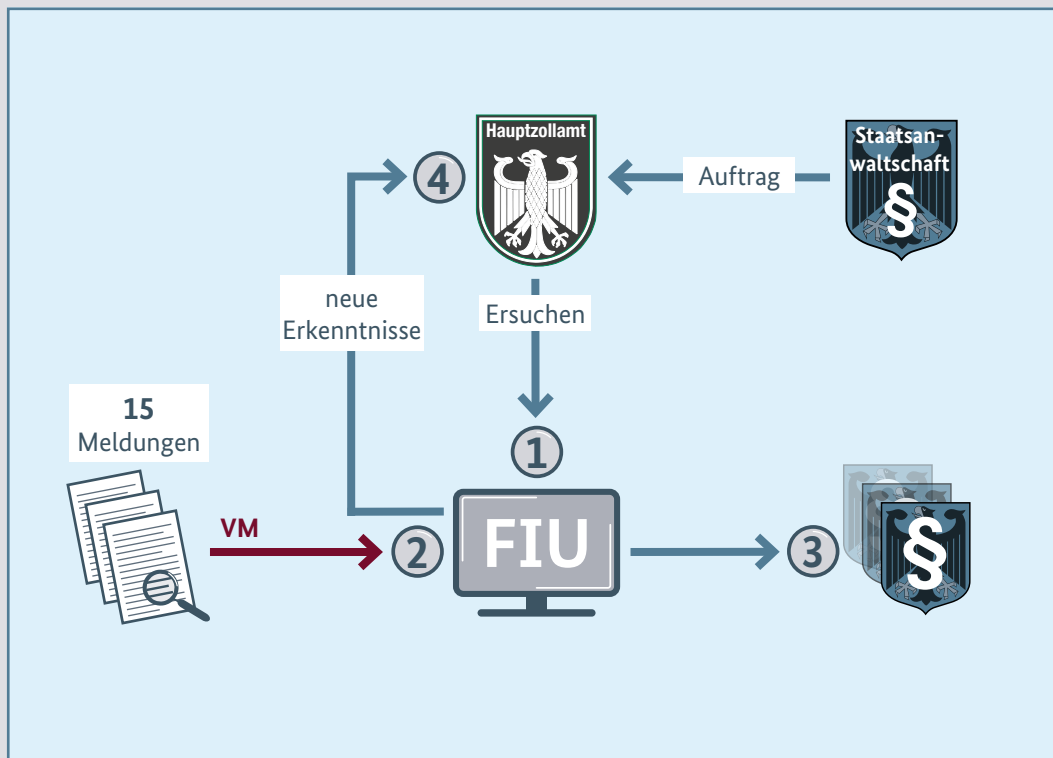 Hauptzollamt
Staatsan-
waltschaft
§
4
Auftrag
neue
Erkenntnisse
Ersuchen
15
Meldungen
1
VM
2
FIU
3
§